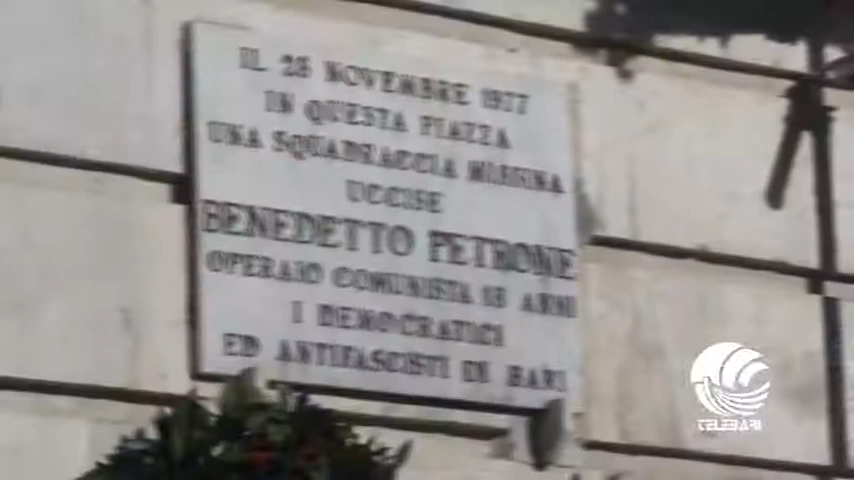 IL 28 NOVEMBRE 1977
IN QUESTA PIAZZA
UNA SQUADRACCIA MISSINA
UCCISE
BENEDETTO PETRONE
OPERAIO COMUNISTA 18 ANNI
I DEMOCRATICI
ED ANTIFASCISTI DI BARI
TELEBARI